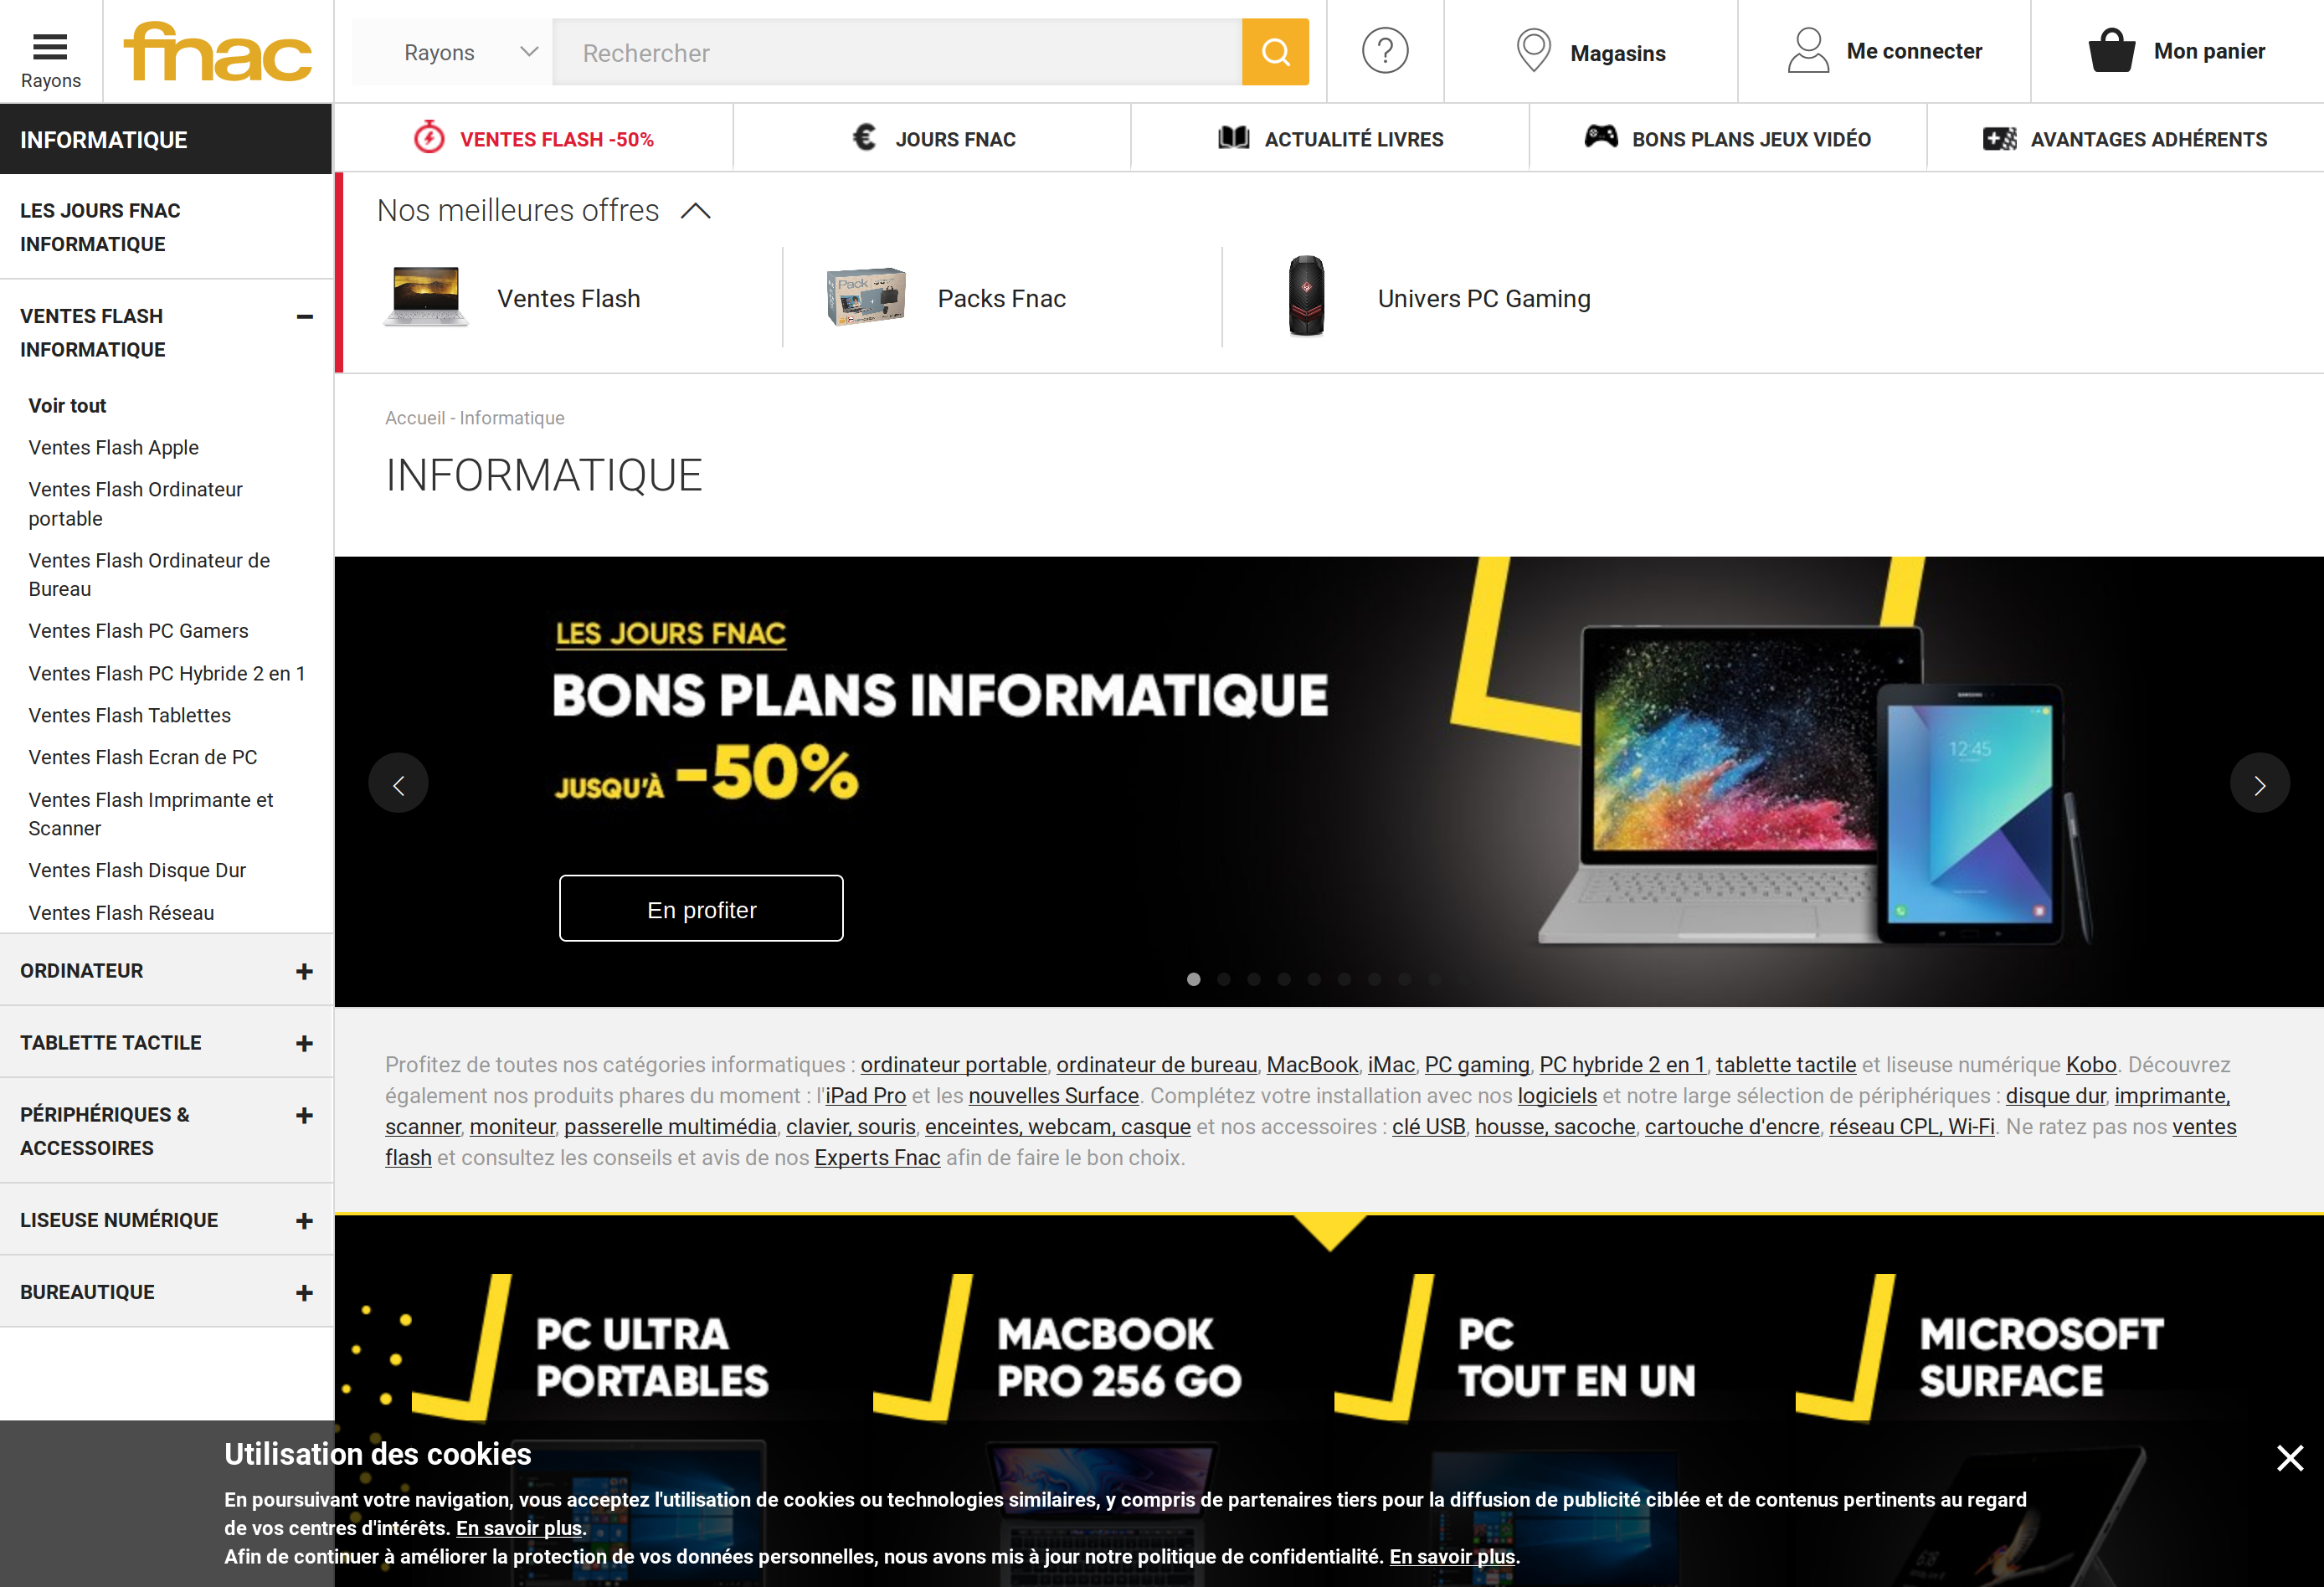 Rayons
fnac
Rayons
Rechercher
?
Magasins
Me connecter
Mon panier
INFORMATIQUE
VENTES FLASH -50%
€ JOURS FNAC
ACTUALITÉ LIVRES
BONS PLANS JEUX VIDÉO
AVANTAGES ADHÉRENTS
LES JOURS FNAC
INFORMATIQUE
VENTES FLASH
INFORMATIQUE
Voir tout
Ventes Flash Apple
Ventes Flash Ordinateur
portable
Ventes Flash Ordinateur de
Bureau
Ventes Flash PC Gamers
Ventes Flash PC Hybride 2 en 1
Ventes Flash Tablettes
Ventes Flash Ecran de PC
Ventes Flash Imprimante et
Scanner
Ventes Flash Disque Dur
Ventes Flash Réseau
ORDINATEUR
TABLETTE TACTILE
PÉRIPHÉRIQUES &
ACCESSOIRES
LISEUSE NUMÉRIQUE
BUREAUTIQUE
Nos meilleures offres
Ventes Flash
Pack
Packs Fnac
Univers PC Gaming
Accueil - Informatique
INFORMATIQUE
LES JOURS FNAC
BONS PLANS INFORMATIQUE
JUSQU'À -50%
En profiter
SAMSUNG
12:45
Profitez de toutes nos catégories informatiques : ordinateur portable, ordinateur de bureau, MacBook, iMac, PC gaming, PC hybride 2 en 1, tablette tactile et liseuse numérique Kobo. Découvrez
également nos produits phares du moment : l'iPad Pro et les nouvelles Surface. Complétez votre installation avec nos logiciels et notre large sélection de périphériques : disque dur, imprimante,
scanner, moniteur, passerelle multimédia, clavier, souris, enceintes, webcam, casque et nos accessoires : clé USB, housse, sacoche, cartouche d'encre, réseau CPL, Wi-Fi. Ne ratez pas nos ventes
flash et consultez les conseils et avis de nos Experts Fnac afin de faire le bon choix.
PC ULTRA
PORTABLES
MACBOOK
PRO 256 GO
PC
TOUT EN UN
MICROSOFT
SURFACE
Utilisation des cookies
En poursuivant votre navigation, vous acceptez l'utilisation de cookies ou technologies similaires, y compris de partenaires tiers pour la diffusion de publicité ciblée et de contenus pertinents au regard
de vos centres d'intérêts. En savoir plus.
Afin de continuer à améliorer la protection de vos données personnelles, nous avons mis à jour notre politique de confidentialité. En savoir plus.